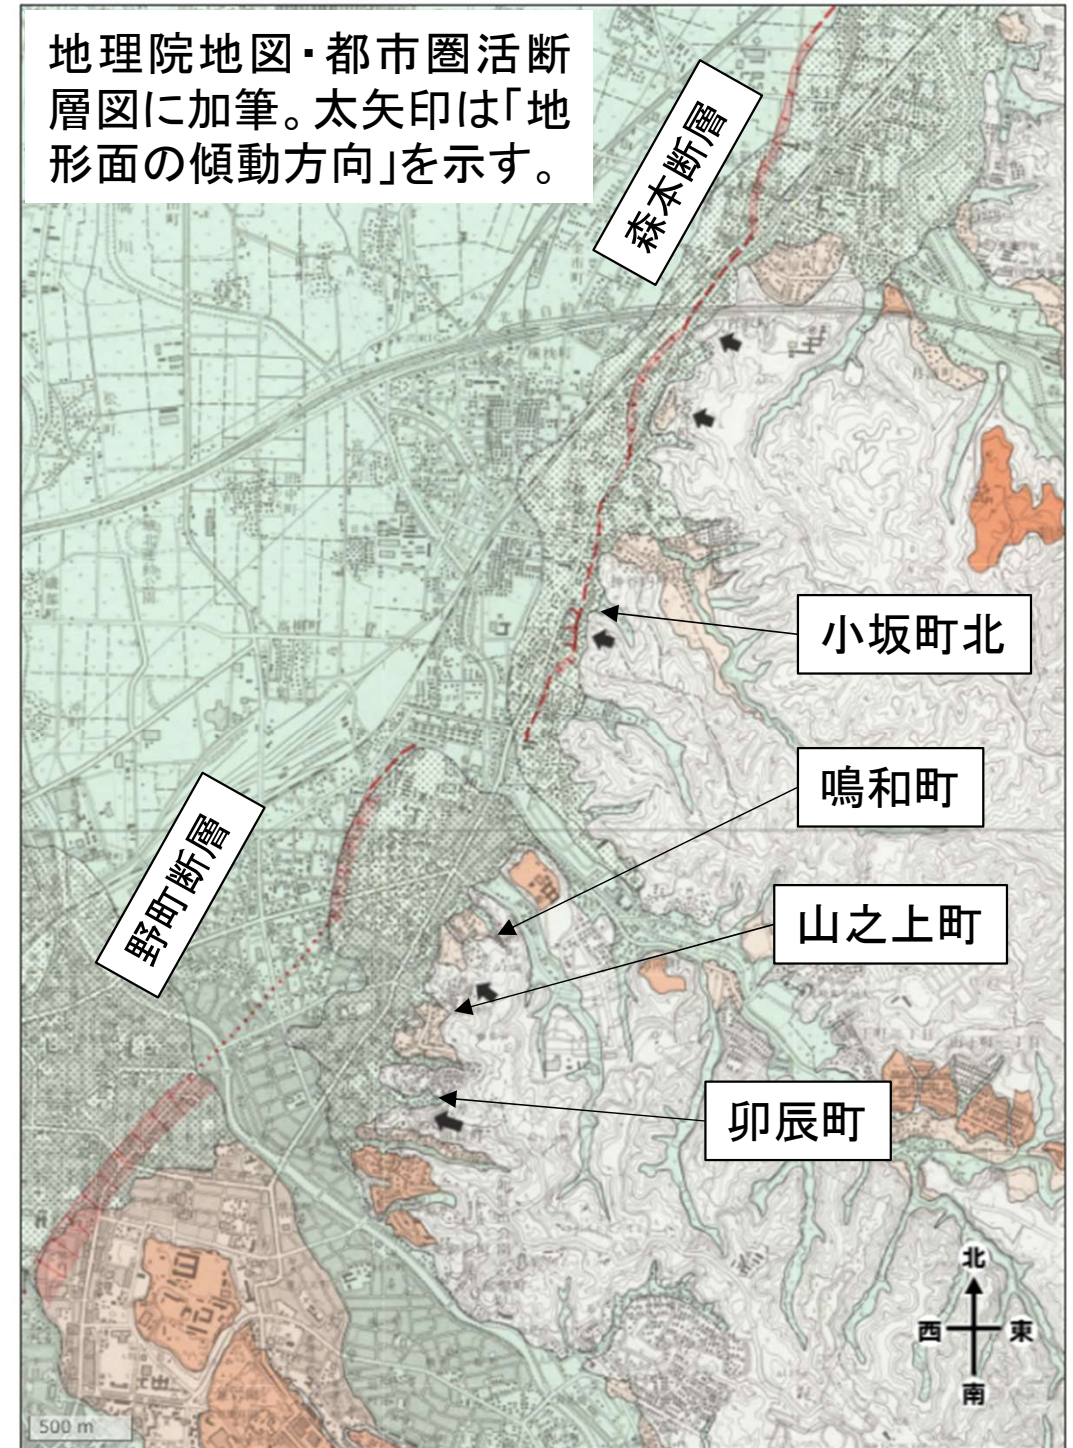 地理院地図・都市圏活断
層図に加筆。太矢印は「地
形面の傾動方向」を示す。
森本断層
小坂町北
鳴和町
野町断層
山之上町
卯辰町
北
西
東
南
500 m